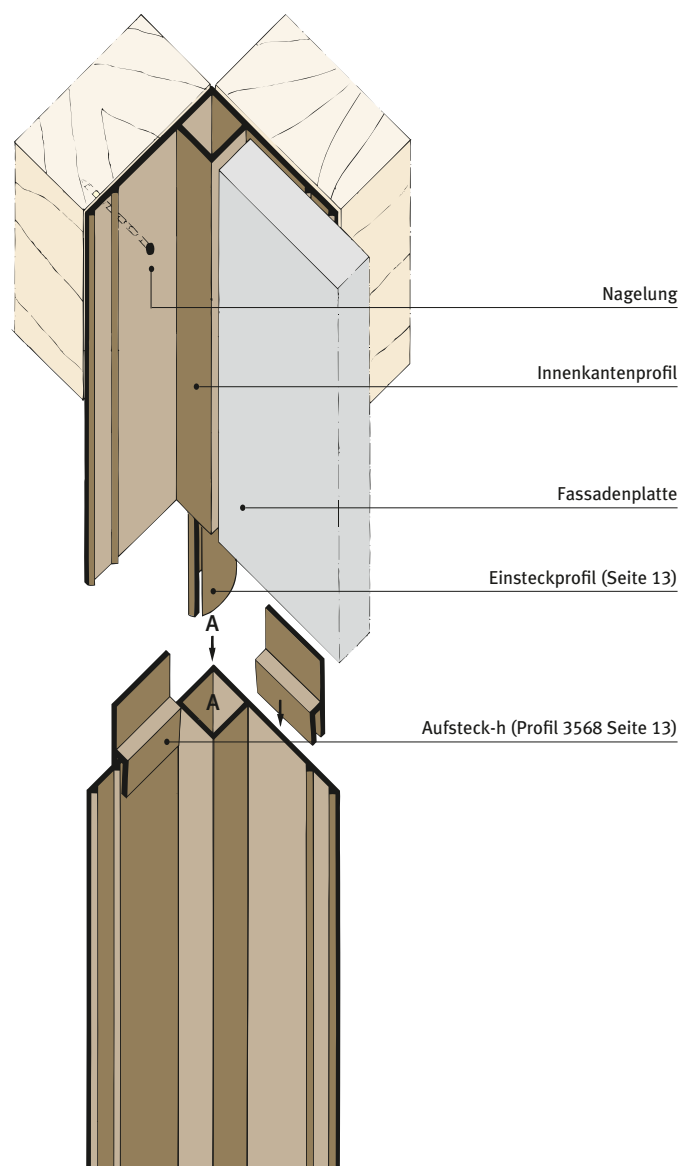 Nagelung
Innenkantenprofil
Fassadenplatte
Einsteckprofil (Seite 13)
A
A
Aufsteck-h (Profil 3568 Seite 13)